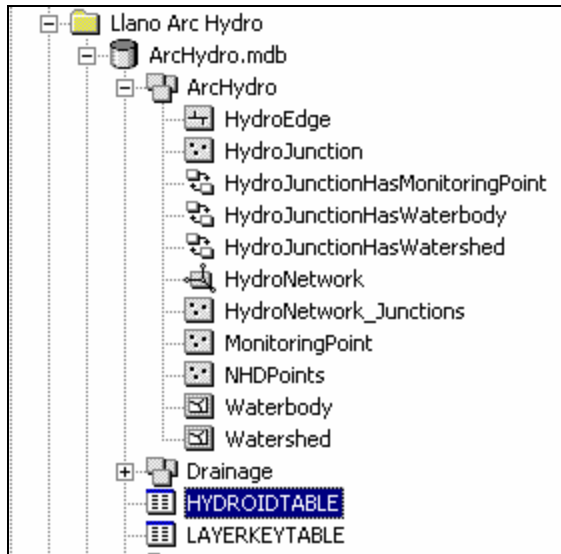 Llano Arc Hydro
ArcHydro.mdb
ArcHydro
HydroEdge
HydroJunction
HydroJunctionHasMonitoringPoint
HydroJunctionHasWaterbody
HydroJunctionHasWatershed
HydroNetwork
HydroNetwork_Junctions
MonitoringPoint
NHDPoints
Waterbody
Watershed
Drainage
HYDROIDTABLE
LAYERKEYTABLE